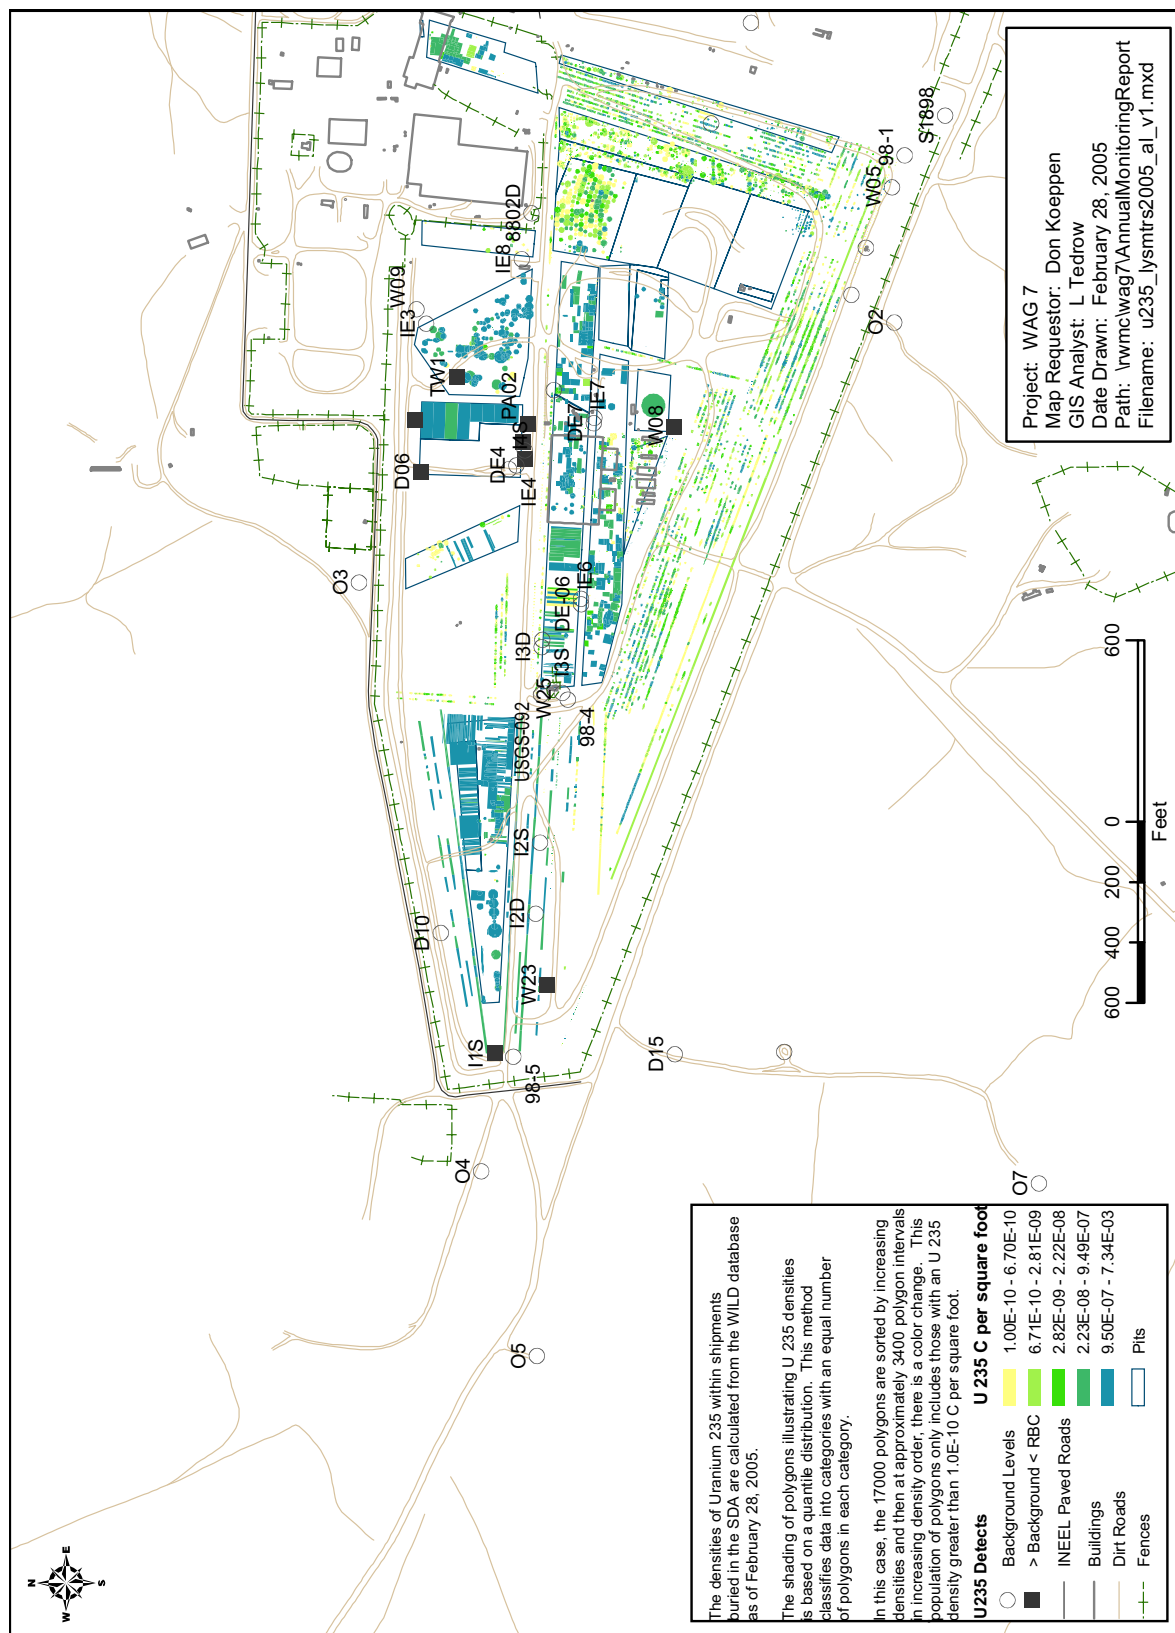 N
W
E
S
The densities of Uranium 235 within shipments
buried in the SDA are calculated from the WILD database
as of February 28, 2005.
The shading of polygons illustrating U 235 densities
is based on a quantile distribution. This method
classifies data into categories with an equal number
of polygons in each category.
In this case, the 17000 polygons are sorted by increasing
densities and then at approximately 3400 polygon intervals
in increasing density order, there is a color change. This
population of polygons only includes those with an U 235
density greater than 1.0E-10 C per square foot.
U235 Detects
Background Levels
> Background < RBC
INEEL Paved Roads
Buildings
Dirt Roads
Fences
U 235 C per square foot
1.00E-10 - 6.70E-10
6.71E-10 - 2.81E-09
2.82E-09 - 2.22E-08
2.23E-08 - 9.49E-07
9.50E-07 - 7.34E-03
Pits
Project: WAG 7
Map Requestor: Don Koeppen
GIS Analyst: L Tedrow
Date Drawn: February 28, 2005
Path: \rwmc\wag7\AnnualMonitoringReport
Filename: u235_lysmtrs2005_al_v1.mxd
600
400
200
0
600
Feet
O5
O4
O7
D15
98-5
I1S
W23
D10
I2D
I2S
USGS-092
W25
I3S
I3D
98-4
DE-06
IE6
O3
D06
IE4
DE4
I4S
PA02
TW1
DE7
IE7
W08
IE3
W09
IE8
8802D
O2
W05
98-1
S1898